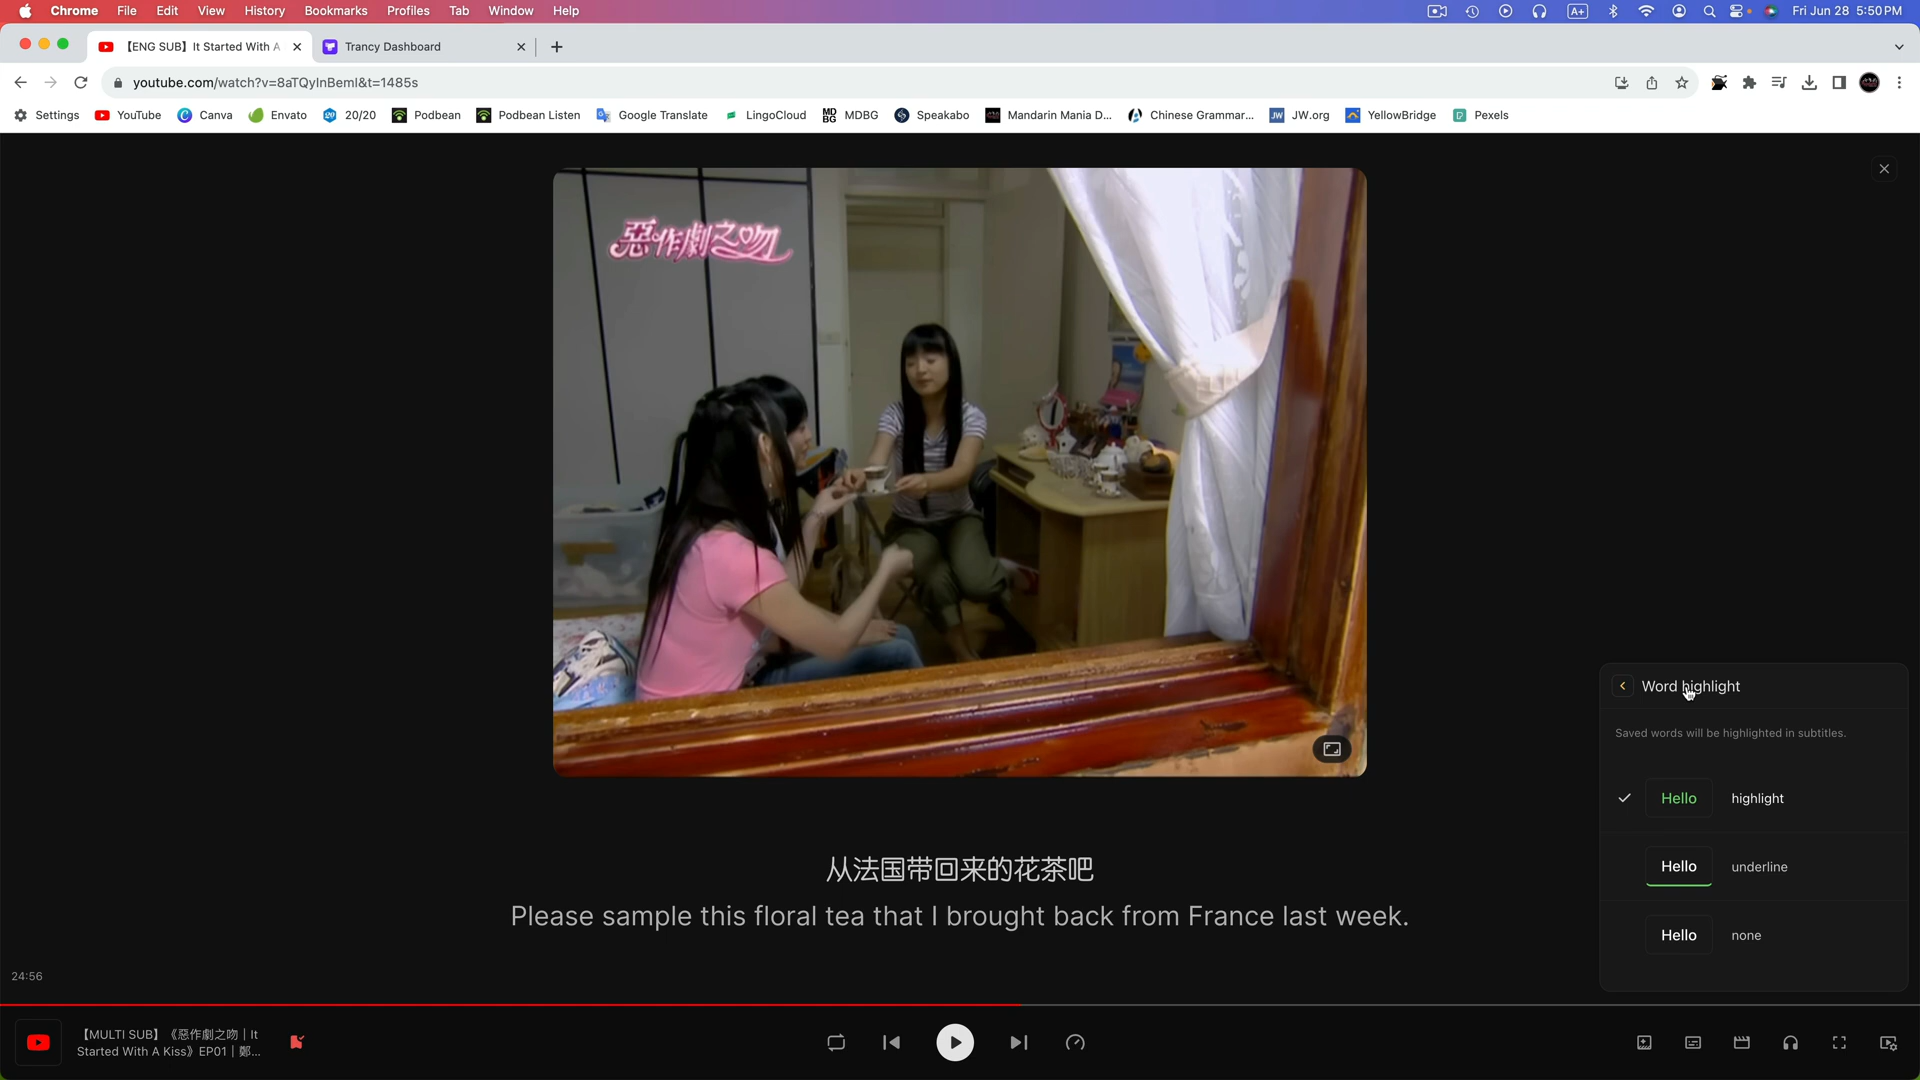 Chrome File Edit View History Bookmarks Profiles Tab Window Help A+ Fri Jun 28 5:50 PM
【ENG SUB】It Started With A
Trancy Dashboard
youtube.com/watch?v=8aTQyInBemI&t=1485s
Settings YouTube Canva Envato 20/20 Podbean Podbean Listen Google Translate LingoCloud MDBG Speakabo Mandarin Mania D... Chinese Grammar... JW.org YellowBridge Pexels
惡作劇之吻
Word highlight
Saved words will be highlighted in subtitles.
Hello highlight
Hello underline
Hello none
从法国带回来的花茶吧
Please sample this floral tea that I brought back from France last week.
24:56
【MULTI SUB】《惡作劇之吻 | It
Started With A Kiss》EP01 | 鄭...